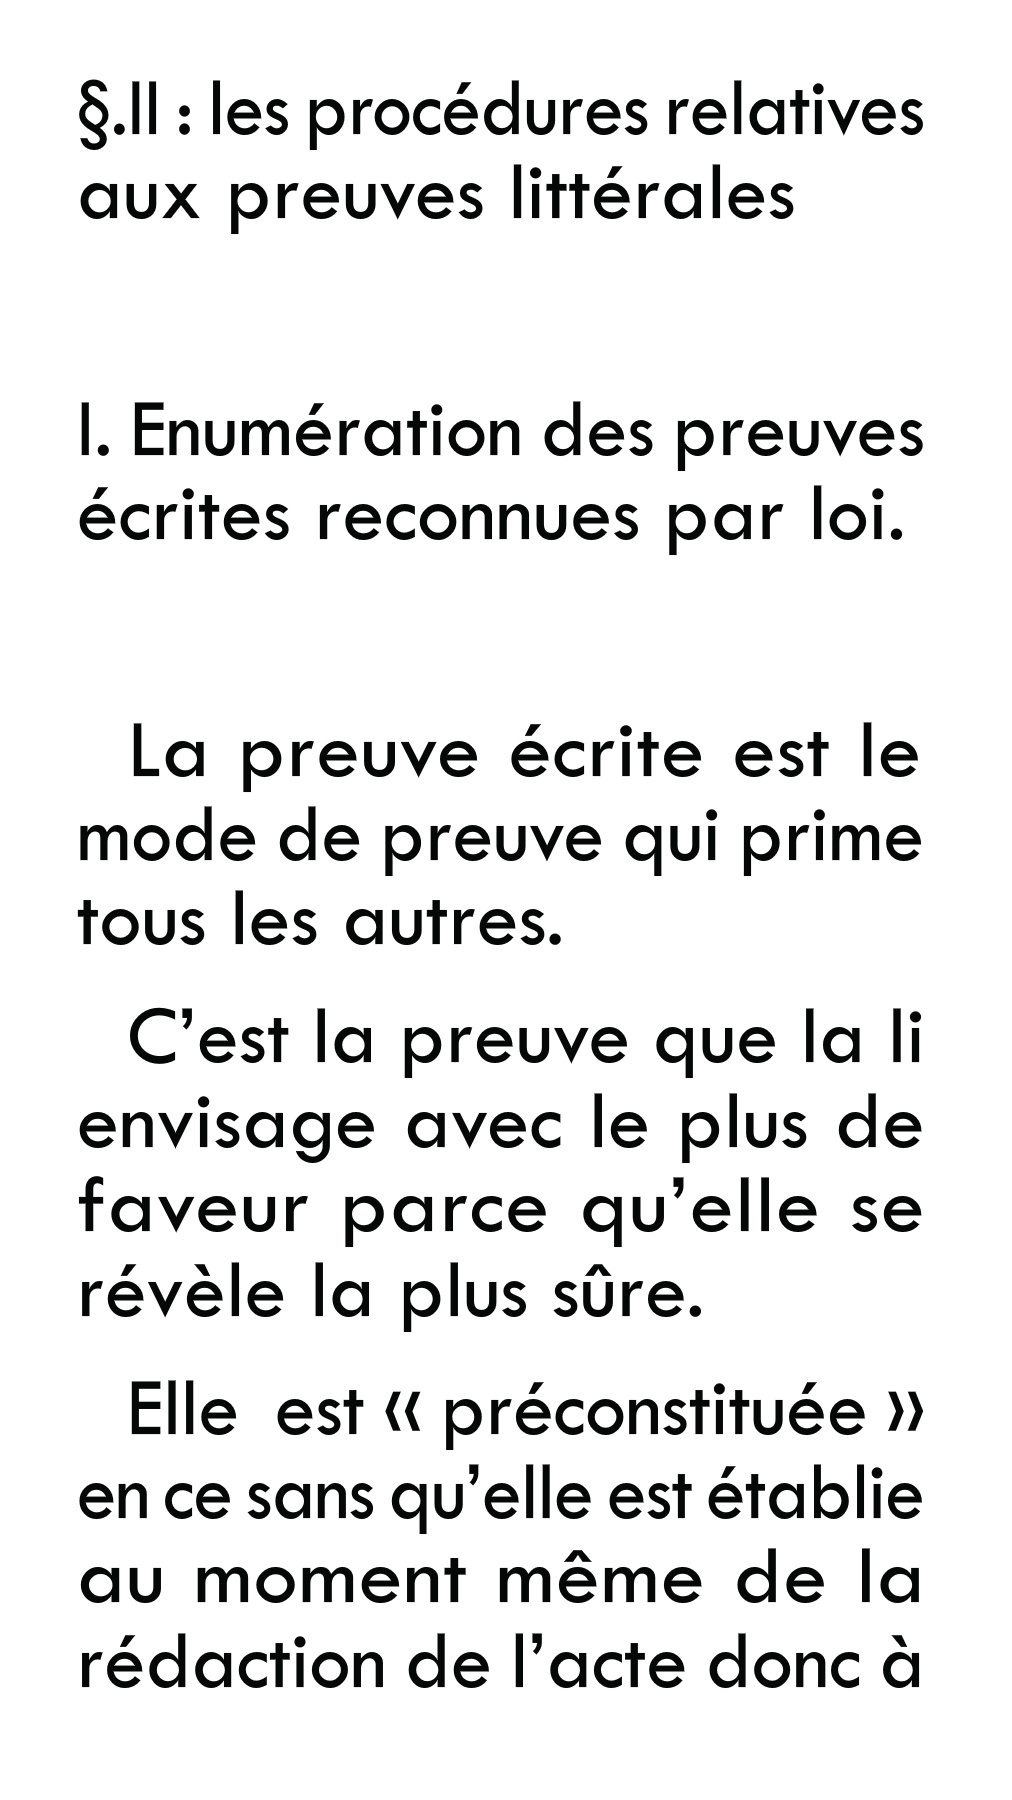 §.II : les procédures relatives
aux preuves littérales
I. Enumération des preuves
écrites reconnues par loi.
La preuve écrite est le
mode de preuve qui prime
tous les autres.
C’est la preuve que la li
envisage avec le plus de
faveur parce qu’elle se
révèle la plus sûre.
Elle est « préconstituée »
en ce sans qu’elle est établie
au moment même de la
rédaction de l’acte donc à